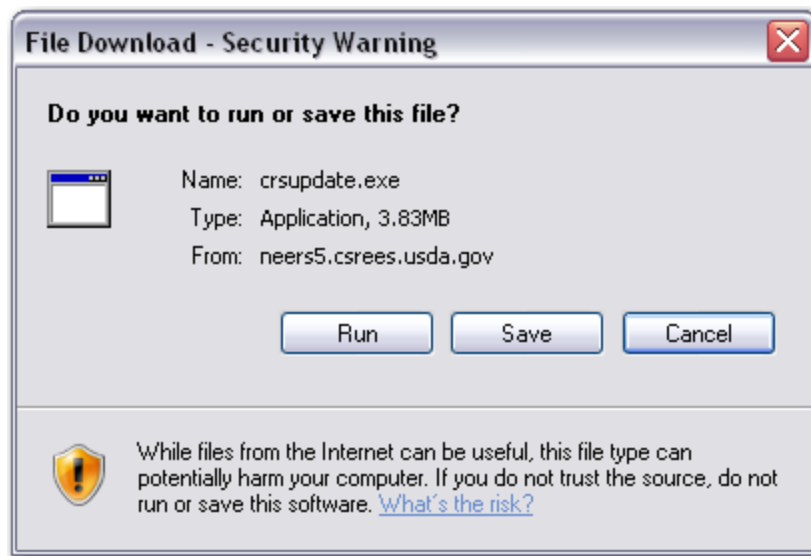 File Download - Security Warning
Do you want to run or save this file?
Name: crsupdate.exe
Type: Application, 3.83MB
From: neers5.csrees.usda.gov
Run Save Cancel
While files from the Internet can be useful, this file type can
potentially harm your computer. If you do not trust the source, do not
run or save this software. What's the risk?